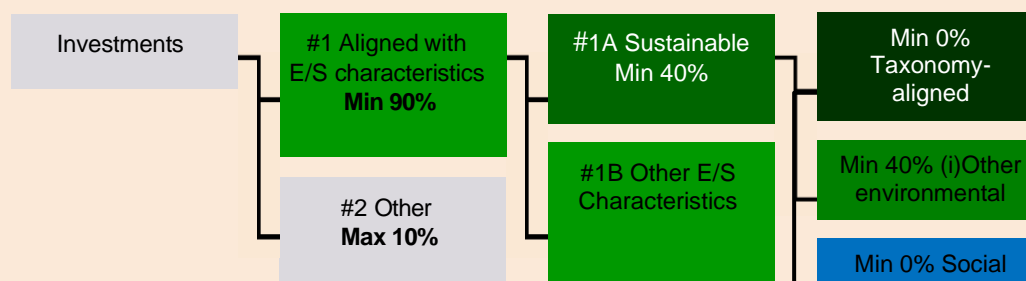 Investments
#1 Aligned with
E/S characteristics
Min 90%
#2 Other
Max 10%
#1A Sustainable
Min 40%
#1B Other E/S
Characteristics
Min 0%
Taxonomy-
aligned
Min 40% (i)Other
environmental
Min 0% Social